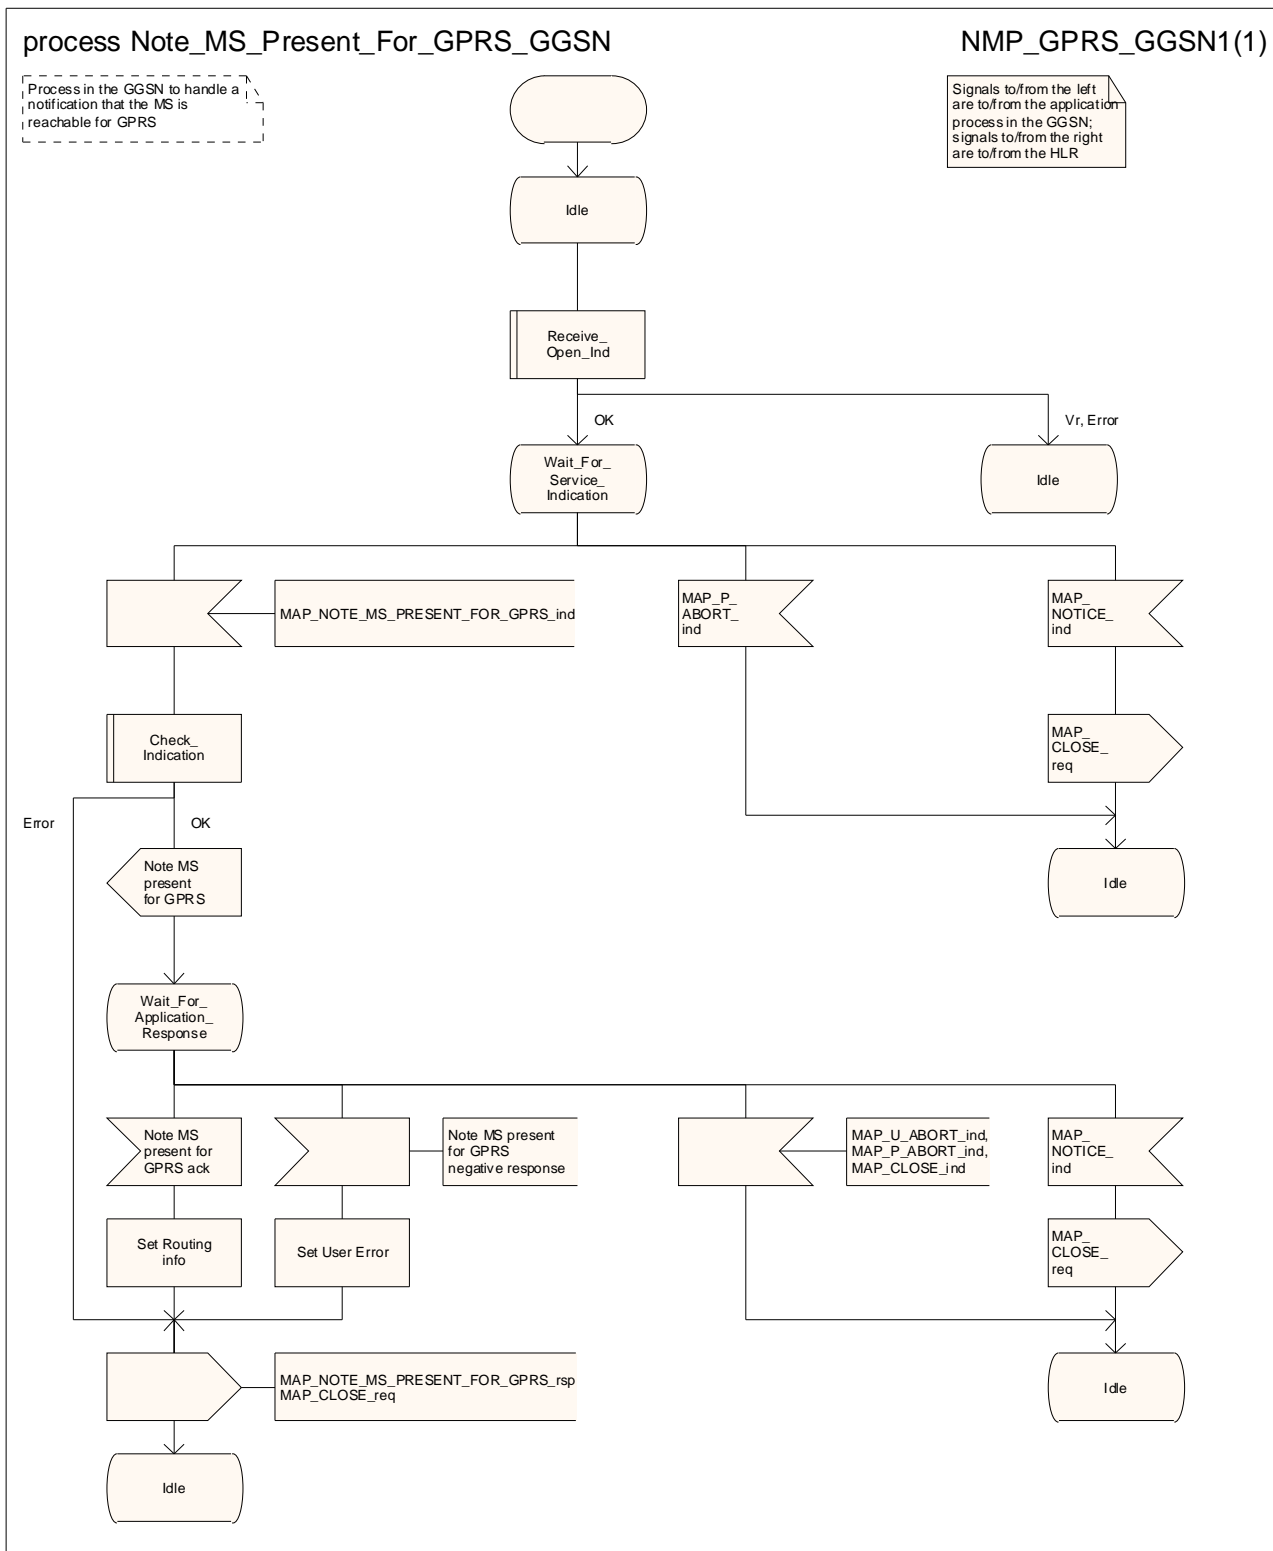 process Note_MS_Present_For_GPRS_GGSN
NMP_GPRS_GGSN1(1)
Process in the GGSN to handle a
notification that the MS is
reachable for GPRS
Signals to/from the left
are to/from the application
process in the GGSN;
signals to/from the right
are to/from the HLR
Idle
Receive_
Open_Ind
OK
Vr, Error
Wait_For_
Service_
Indication
Idle
MAP_NOTE_MS_PRESENT_FOR_GPRS_ind
MAP_P_
ABORT_
ind
MAP_
NOTICE_
ind
Check_
Indication
MAP_
CLOSE_
req
Error
OK
Note MS
present
for GPRS
Idle
Wait_For_
Application_
Response
Note MS
present for
GPRS ack
Note MS present
for GPRS
negative response
MAP_U_ABORT_ind,
MAP_P_ABORT_ind,
MAP_CLOSE_ind
MAP_
NOTICE_
ind
Set Routing
info
Set User Error
MAP_
CLOSE_
req
MAP_NOTE_MS_PRESENT_FOR_GPRS_rsp
MAP_CLOSE_req
Idle
Idle